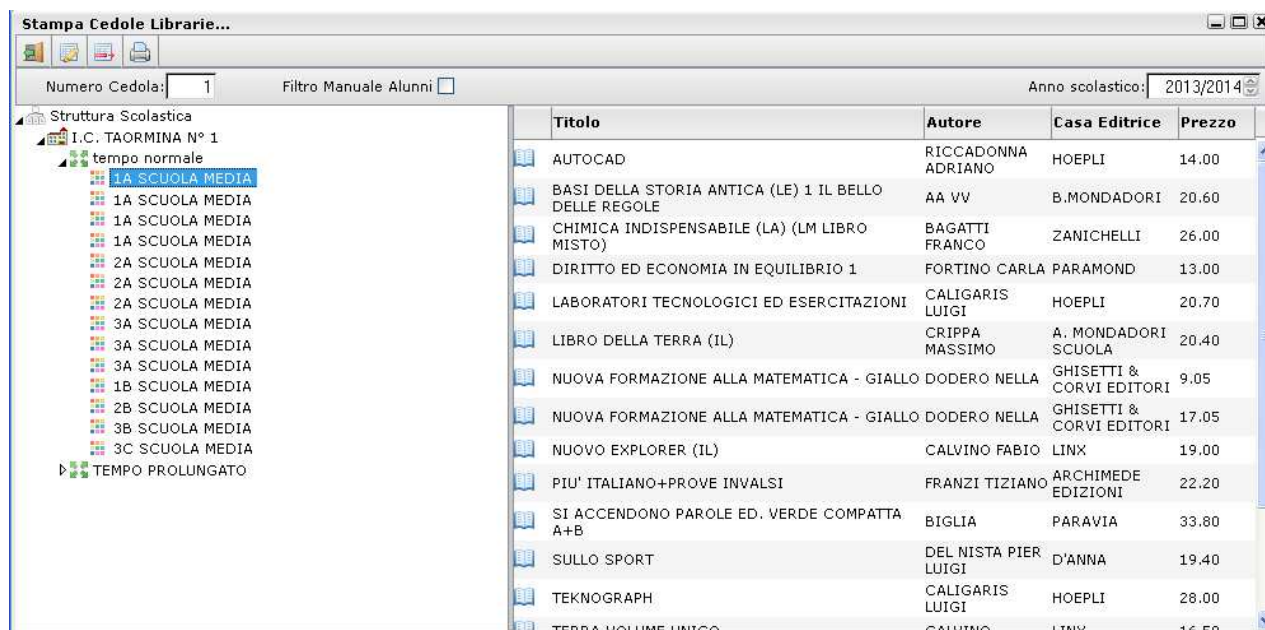 Stampa Cedole Librarie...
Numero Cedola: 1 Filtro Manuale Alunni Anno scolastico: 2013/2014
Struttura Scolastica
I.C. TAORMINA N° 1
tempo normale
1A SCUOLA MEDIA
1A SCUOLA MEDIA
1A SCUOLA MEDIA
1A SCUOLA MEDIA
2A SCUOLA MEDIA
2A SCUOLA MEDIA
2A SCUOLA MEDIA
3A SCUOLA MEDIA
3A SCUOLA MEDIA
3A SCUOLA MEDIA
1B SCUOLA MEDIA
2B SCUOLA MEDIA
3B SCUOLA MEDIA
3C SCUOLA MEDIA
TEMPO PROLUNGATO
Titolo Autore Casa Editrice Prezzo
AUTOCAD RICCADONNA ADRIANO HOEPLI 14.00
BASI DELLA STORIA ANTICA (LE) 1 IL BELLO DELLE REGOLE AA VV B.MONDADORI 20.60
CHIMICA INDISPENSABILE (LA) (LM LIBRO MISTO) BAGATTI FRANCO ZANICHELLI 26.00
DIRITTO ED ECONOMIA IN EQUILIBRIO 1 FORTINO CARLA PARAMOND 13.00
LABORATORI TECNOLOGICI ED ESERCITAZIONI CALIGARIS LUIGI HOEPLI 20.70
LIBRO DELLA TERRA (IL) CRIPPA MASSIMO A. MONDADORI SCUOLA 20.40
NUOVA FORMAZIONE ALLA MATEMATICA - GIALLO DODERO NELLA GHISETTI & CORVI EDITORI 9.05
NUOVA FORMAZIONE ALLA MATEMATICA - GIALLO DODERO NELLA GHISETTI & CORVI EDITORI 17.05
NUOVO EXPLORER (IL) CALVINO FABIO LINX 19.00
PIU' ITALIANO+PROVE INVALSI FRANZI TIZIANO ARCHIMEDE EDIZIONI 22.20
SI ACCENDONO PAROLE ED. VERDE COMPATTA A+B BIGLIA PARAVIA 33.80
SULLO SPORT DEL NISTA PIER LUIGI D'ANNA 19.40
TEKNOGRAPH CALIGARIS LUIGI HOEPLI 28.00
TERRA VOLUME UNICO CALVINO LINX 16.50